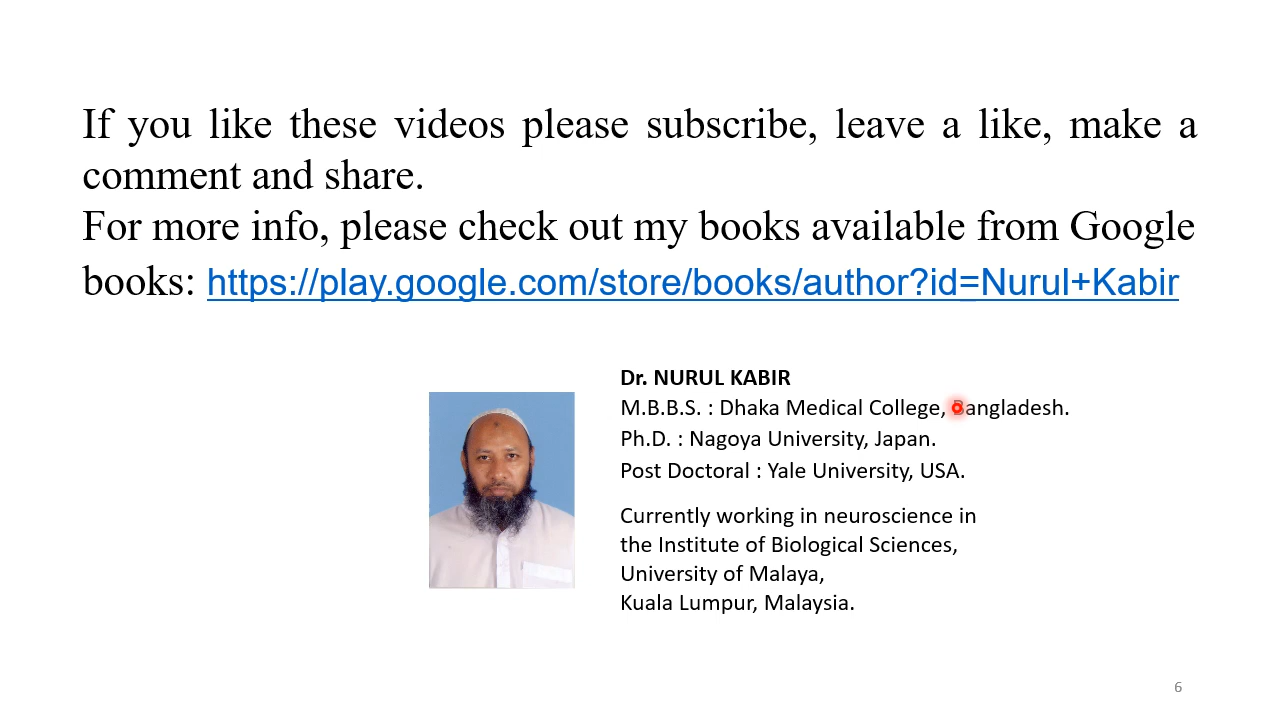 If you like these videos please subscribe, leave a like, make a
comment and share.
For more info, please check out my books available from Google
books: https://play.google.com/store/books/author?id=Nurul+Kabir
Dr. NURUL KABIR
M.B.B.S. : Dhaka Medical College, Bangladesh.
Ph.D. : Nagoya University, Japan.
Post Doctoral : Yale University, USA.
Currently working in neuroscience in
the Institute of Biological Sciences,
University of Malaya,
Kuala Lumpur, Malaysia.
6